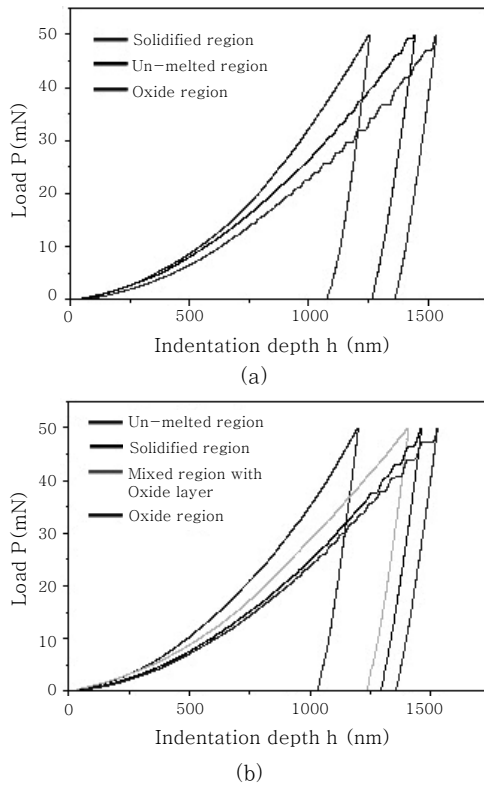 50
Solidified region
40
Un-melted region
Oxide region
30
Load P(mN)
20
10
0
0 500 1000 1500
Indentation depth h (nm)
(a)
50
Un-melted region
Solidified region
40
Mixed region with
Oxide layer
30
Oxide region
Load P(mN)
20
10
0
0 500 1000 1500
Indentation depth h (nm)
(b)